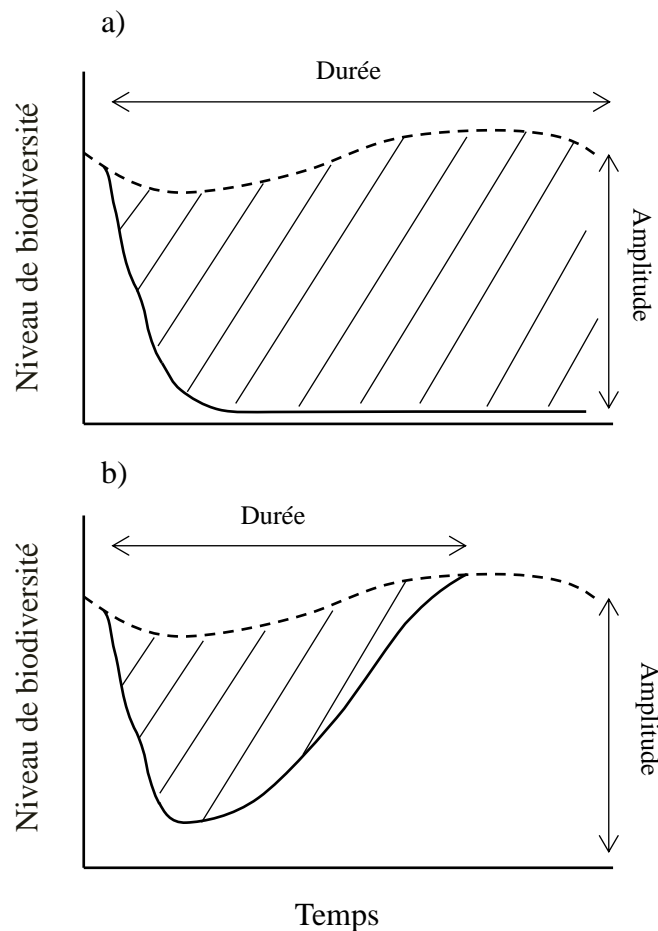 a)
Durée
Niveau de biodiversité
Amplitude
b)
Durée
Niveau de biodiversité
Amplitude
Temps